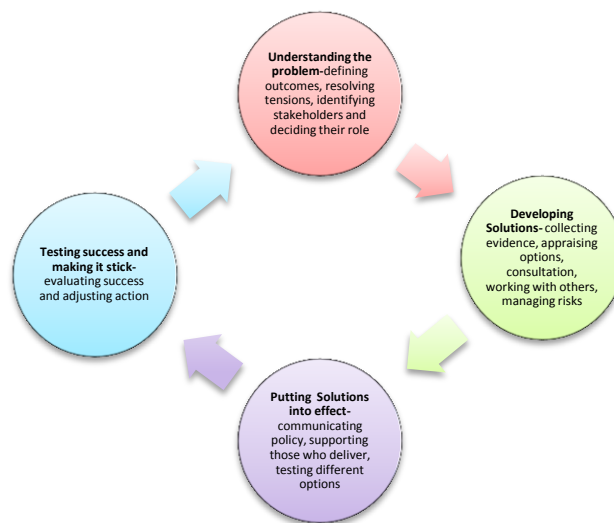 Understanding the
problem-defining
outcomes, resolving
tensions, identifying
stakeholders and
deciding their role
Developing
Solutions- collecting
evidence, appraising
options,
consultation,
working with others,
managing risks
Putting Solutions
into effect-
communicating
policy, supporting
those who deliver,
testing different
options
Testing success and
making it stick-
evaluating success
and adjusting action